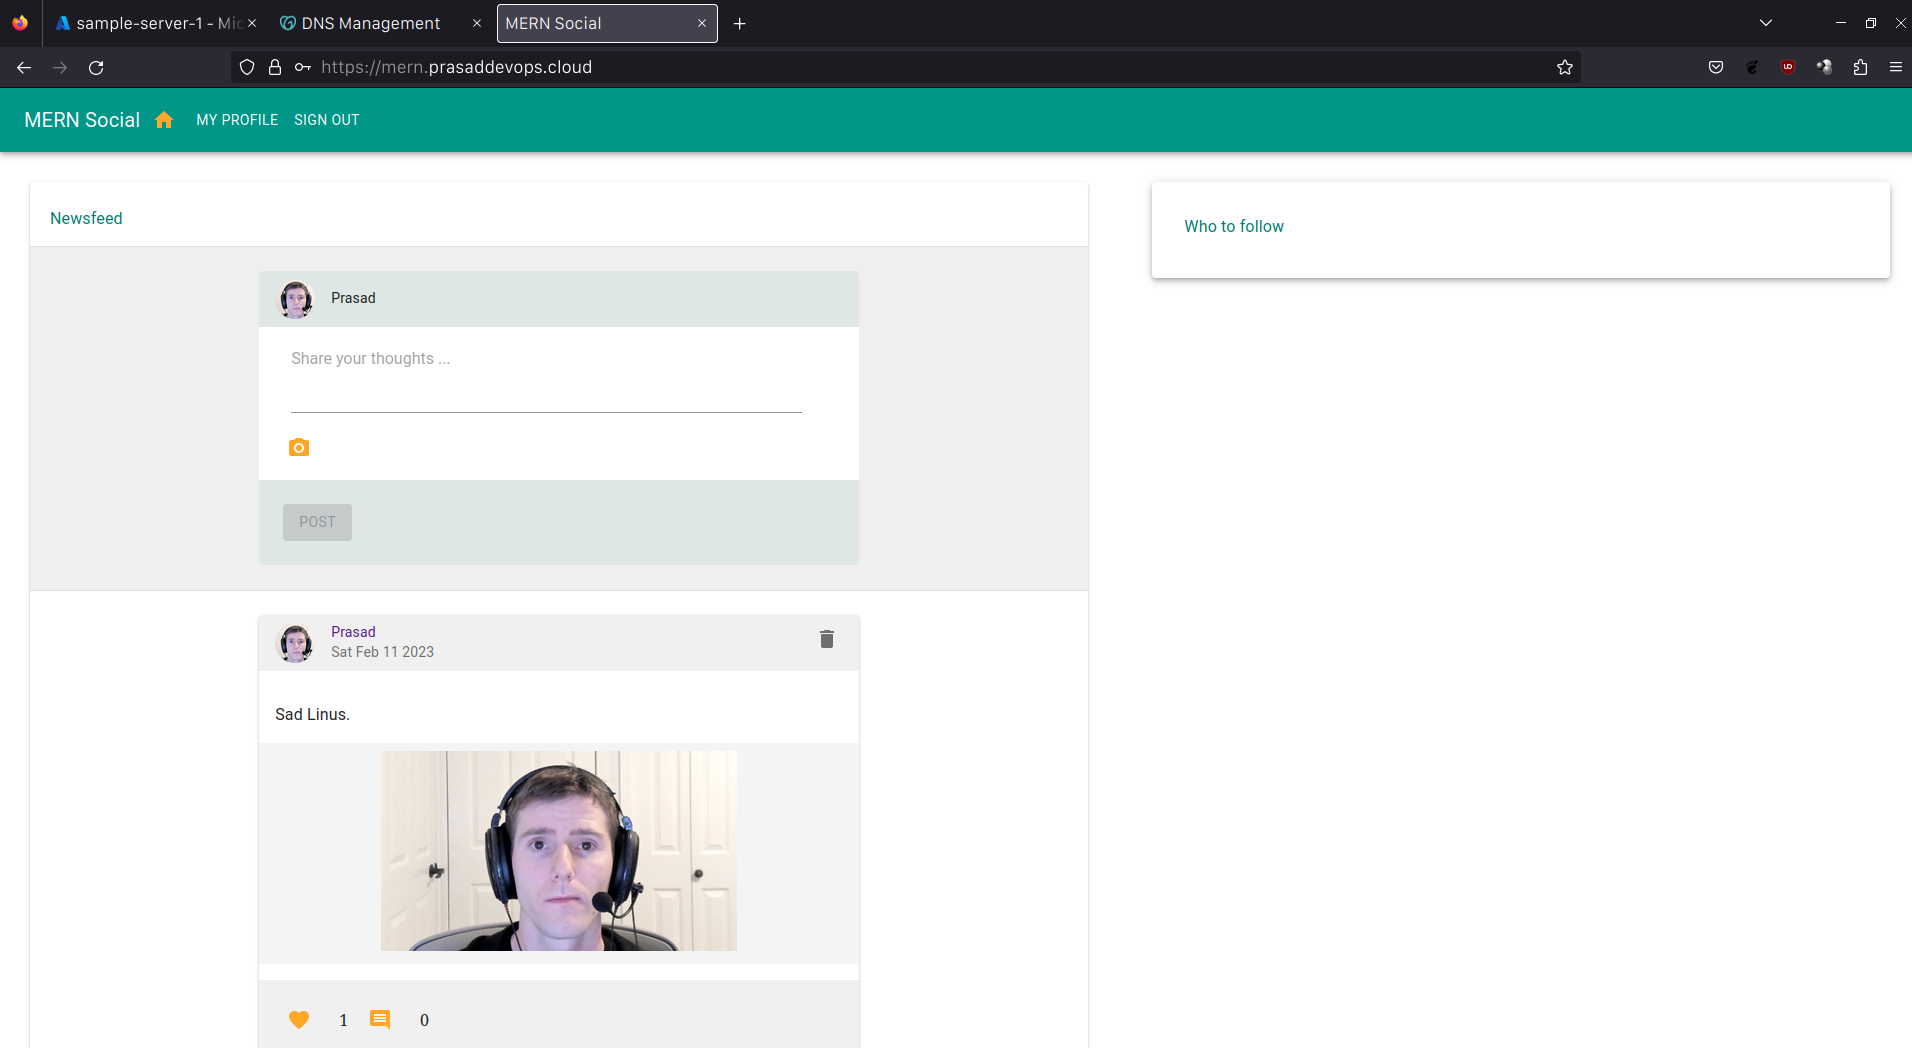 sample-server-1 - Mic
DNS Management
MERN Social
https://mern.prasaddevops.cloud
MERN Social
MY PROFILE
SIGN OUT
Newsfeed
Who to follow
Prasad
Share your thoughts ...
POST
Prasad
Sat Feb 11 2023
Sad Linus.
1
0